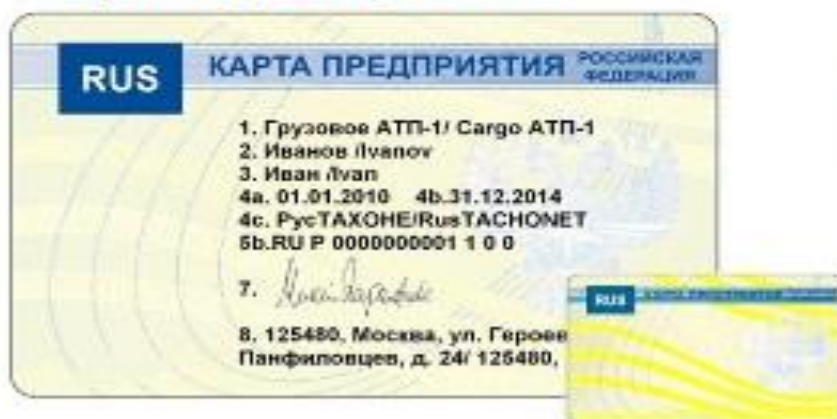 RUS
КАРТА ПРЕДПРИЯТИЯ
РОССИЙСКАЯ
ФЕДЕРАЦИЯ
1. Грузовое АТП-1/ Cargo АТП-1
2. Иванов /Ivanov
3. Иван /Ivan
4a. 01.01.2010 4b.31.12.2014
4c. РусТАХОНЕ/RusTACHONET
5b.RU P 0000000001 1 0 0
7.
8. 125480, Москва, ул. Героев
Панфиловцев, д. 24/ 125480,
RUS
КАРТА ПРЕДПРИЯТИЯ